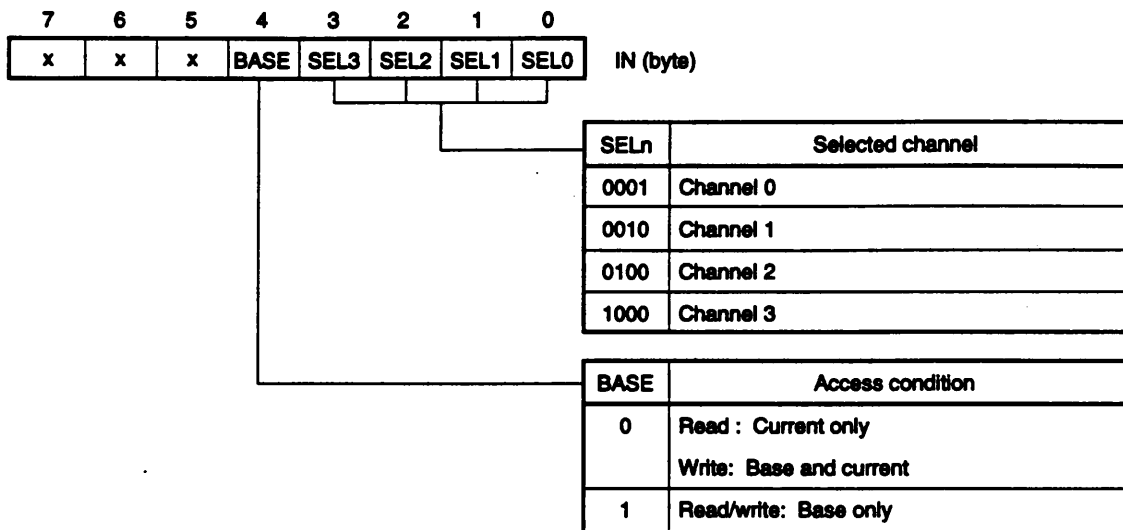 7 6 5 4 3 2 1 0
x x x BASE SEL3 SEL2 SEL1 SEL0 IN (byte)
SELn Selected channel
0001 Channel 0
0010 Channel 1
0100 Channel 2
1000 Channel 3
BASE Access condition
0 Read : Current only
Write: Base and current
1 Read/write: Base only